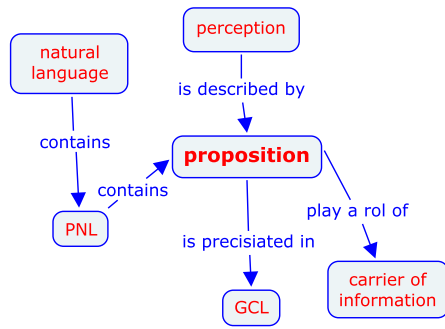 perception
natural
language
is described by
contains
proposition
contains
play a rol of
PNL
is precisiated in
carrier of
information
GCL